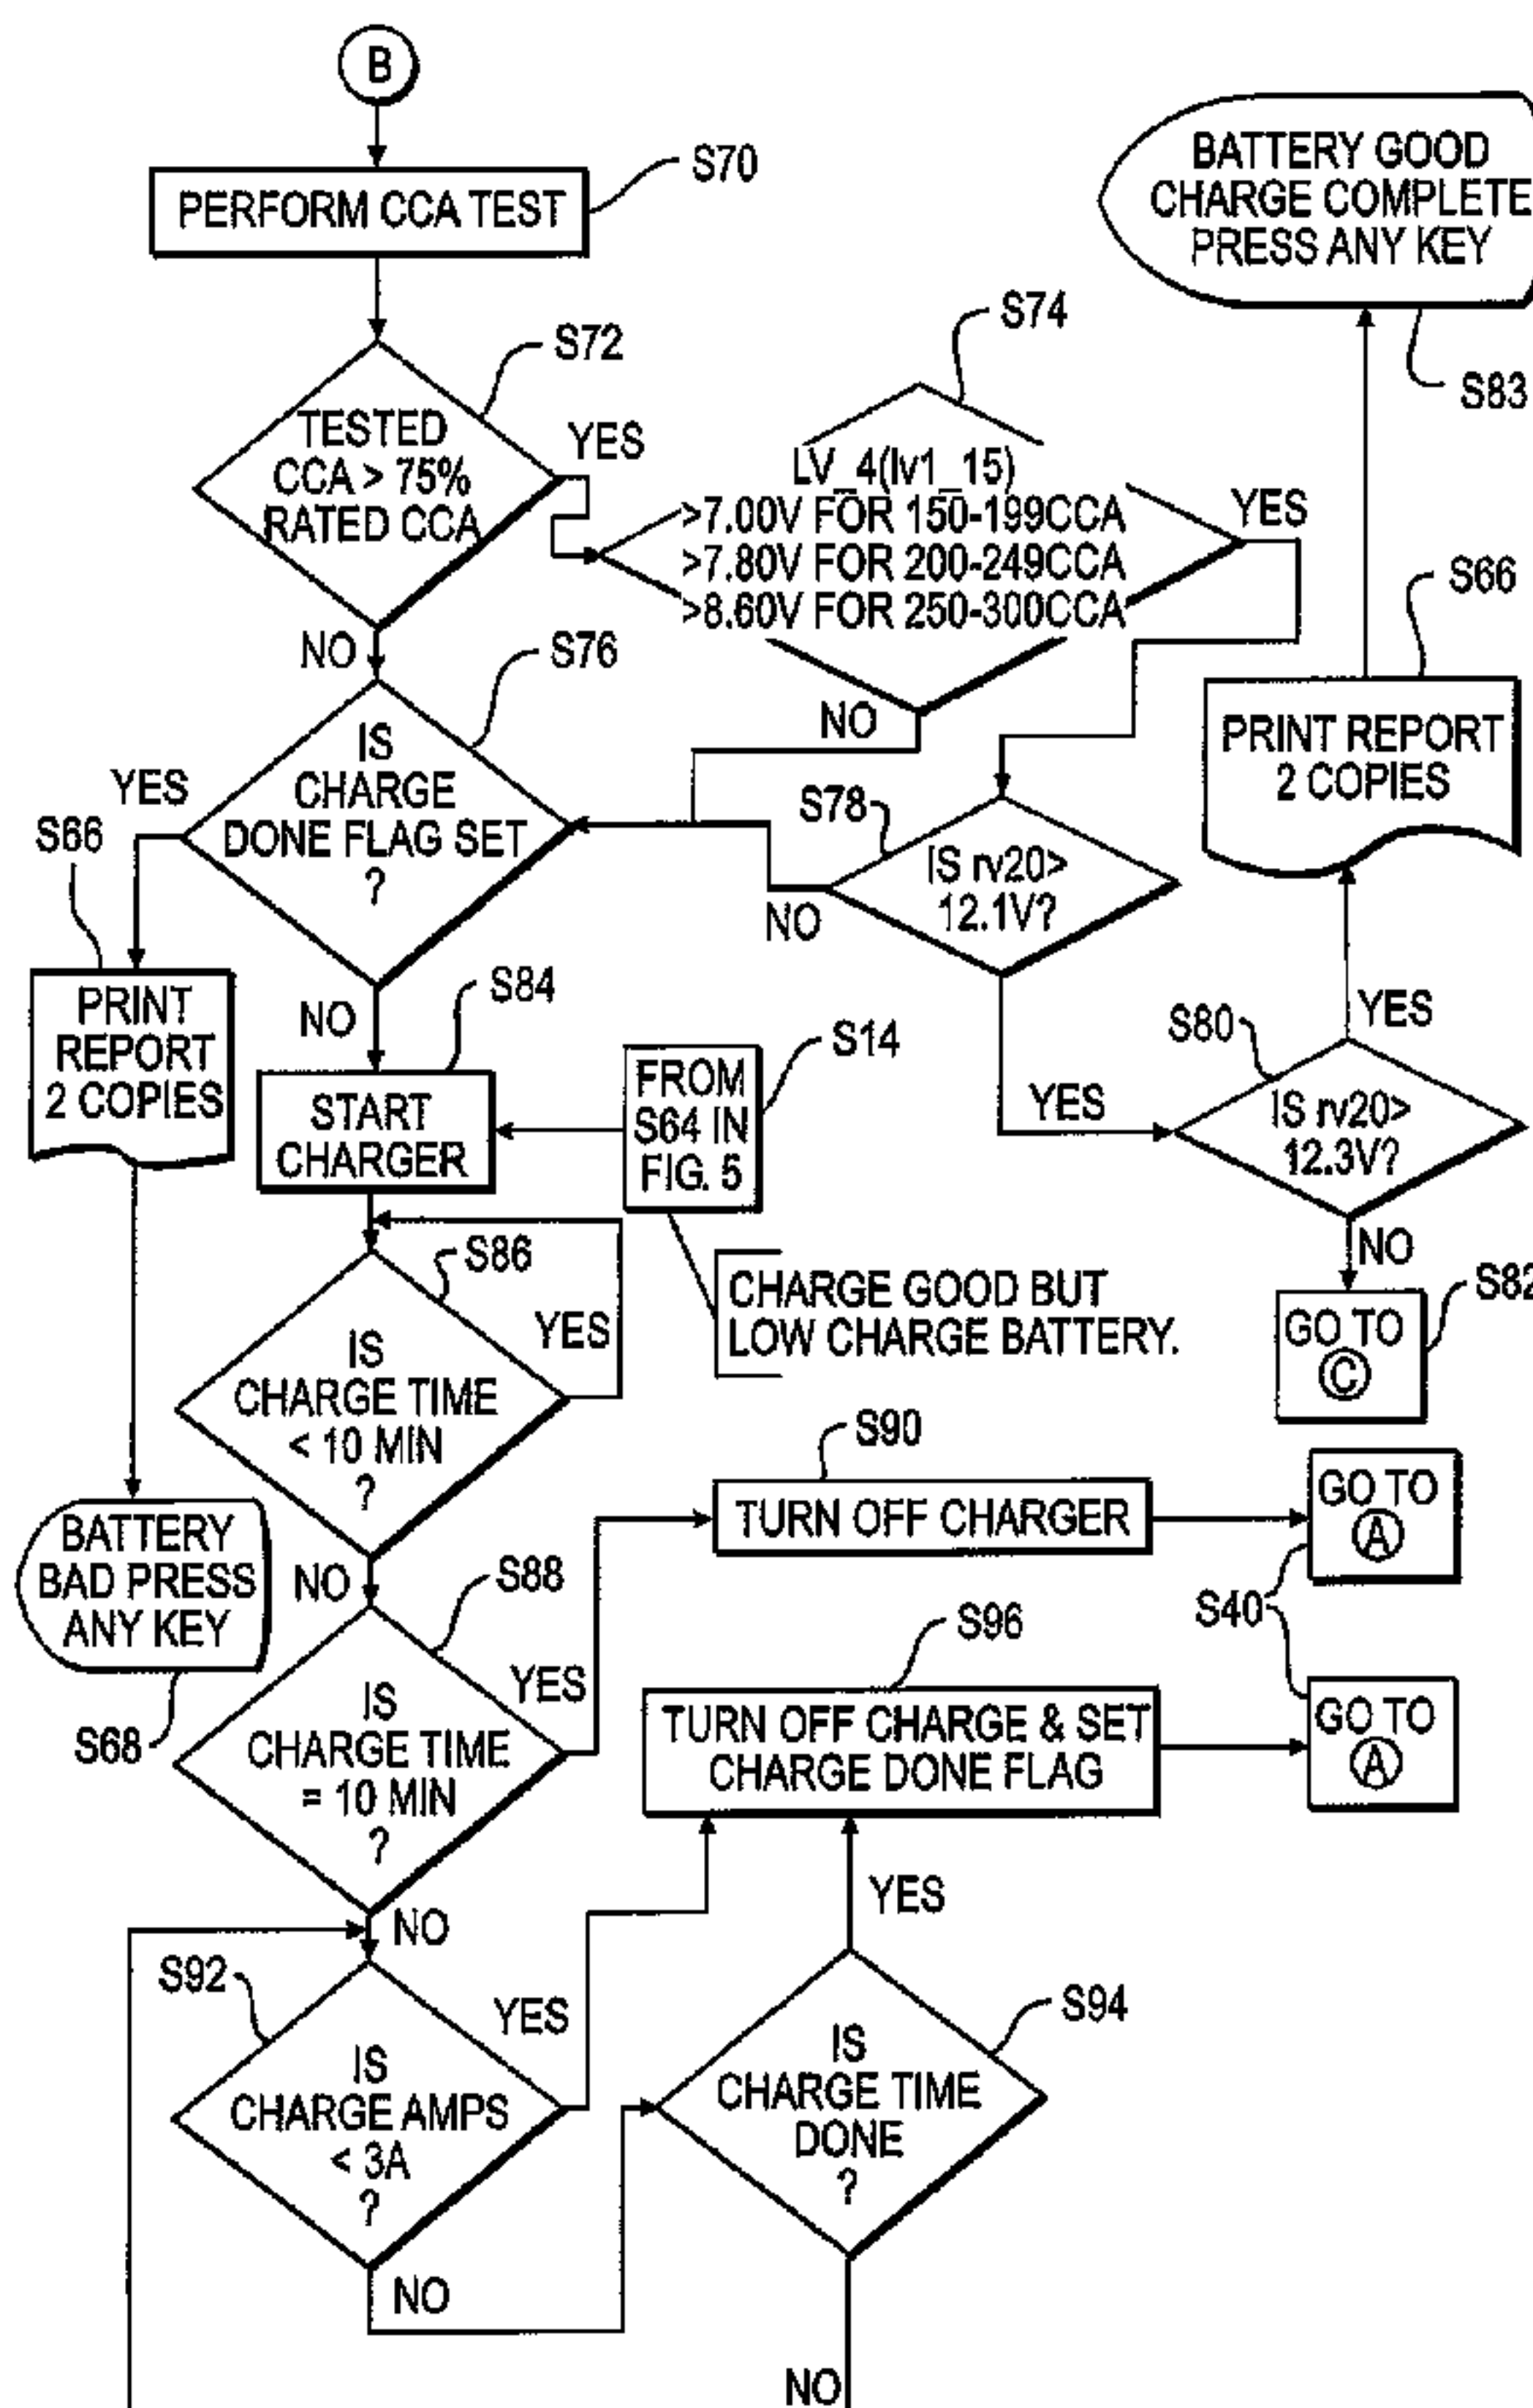 B
S70
PERFORM CCA TEST
BATTERY GOOD
CHARGE COMPLETE
PRESS ANY KEY
S83
S72
TESTED
CCA > 75%
RATED CCA
YES
NO
S74
LV_4(lv1_15)
>7.00V FOR 150-199CCA
>7.80V FOR 200-249CCA
>8.60V FOR 250-300CCA
YES
NO
S66
PRINT REPORT
2 COPIES
S76
IS
CHARGE
DONE FLAG SET
?
YES
NO
S78
IS rv20>
12.1V?
NO
YES
S66
PRINT
REPORT
2 COPIES
S80
YES
IS rv20>
12.3V?
NO
S82
GO TO
C
S84
START
CHARGER
S14
FROM
S64 IN
FIG. 5
CHARGE GOOD BUT
LOW CHARGE BATTERY.
S86
IS
CHARGE TIME
< 10 MIN
?
YES
NO
BATTERY
BAD PRESS
ANY KEY
S68
S88
IS
CHARGE TIME
= 10 MIN
?
YES
NO
S90
TURN OFF CHARGER
GO TO
A
S40
S96
TURN OFF CHARGE & SET
CHARGE DONE FLAG
GO TO
A
S92
IS
CHARGE AMPS
< 3A
?
YES
NO
S94
IS
CHARGE TIME
DONE
?
YES
NO